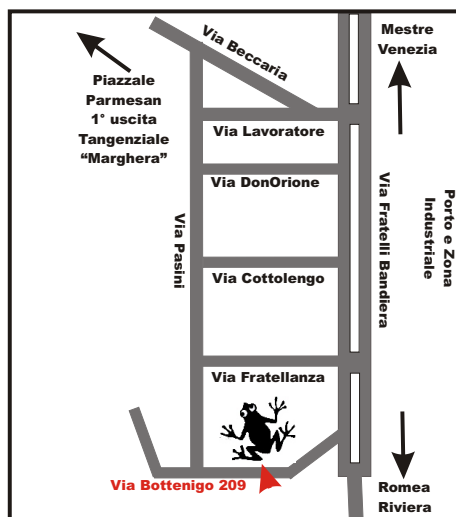 Mestre
Venezia
Via Beccaria
Piazzale
Parmesan
1° uscita
Tangenziale
“Marghera”
Via Lavoratore
Via DonOrione
Via Pasini
Via Fratelli Bandiera
Porto e Zona
Industriale
Via Cottolengo
Via Fratellanza
Via Bottenigo 209
Romea
Riviera